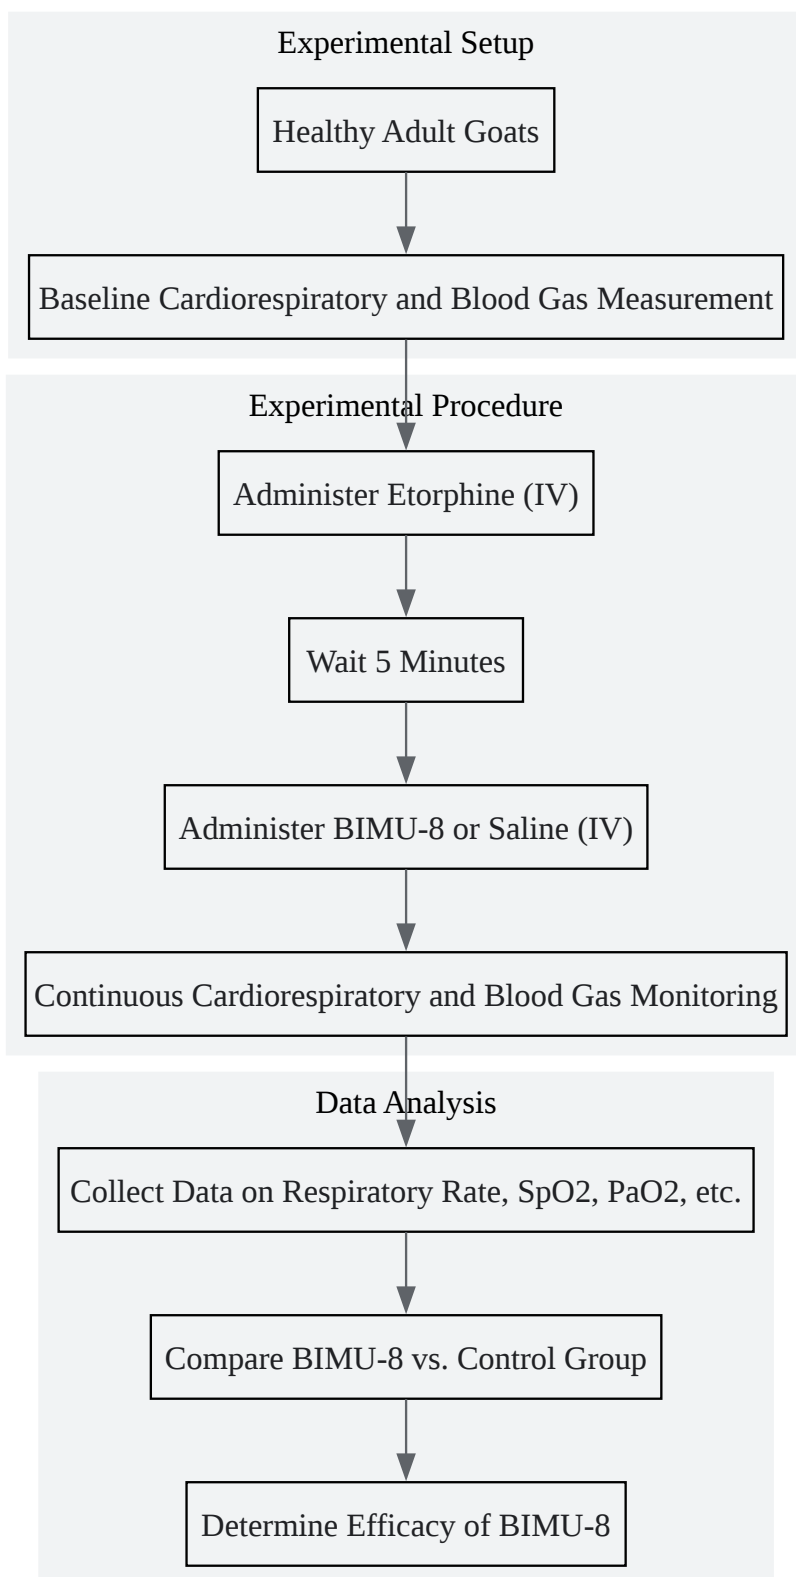 Experimental Setup
Healthy Adult Goats
Baseline Cardiorespiratory and Blood Gas Measurement
Experimental Procedure
Administer Etorphine (IV)
Wait 5 Minutes
Administer BIMU-8 or Saline (IV)
Continuous Cardiorespiratory and Blood Gas Monitoring
Data Analysis
Collect Data on Respiratory Rate, SpO2, PaO2, etc.
Compare BIMU-8 vs. Control Group
Determine Efficacy of BIMU-8